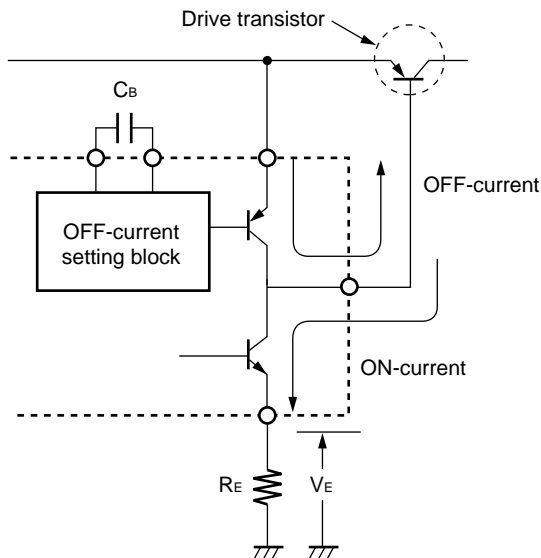 Drive transistor
CB
OFF-current
OFF-current
setting block
ON-current
RE
VE